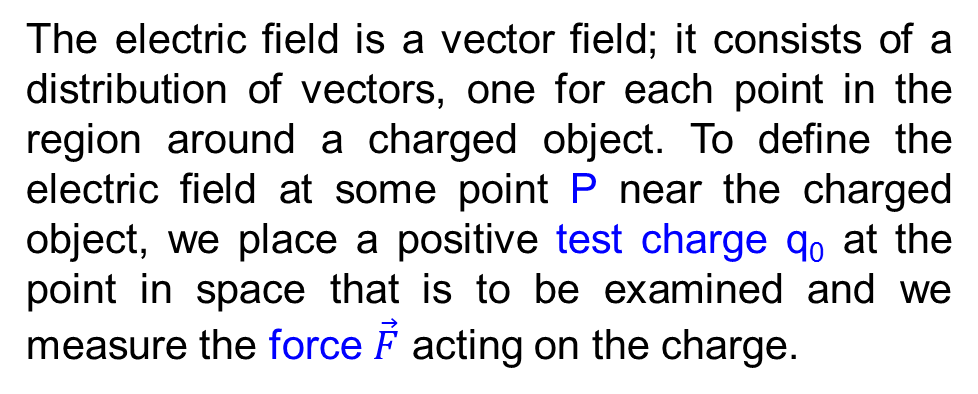 The electric field is a vector field; it consists of a
distribution of vectors, one for each point in the
region around a charged object. To define the
electric field at some point P near the charged
object, we place a positive test charge q₀ at the
point in space that is to be examined and we
measure the force F⃗ acting on the charge.